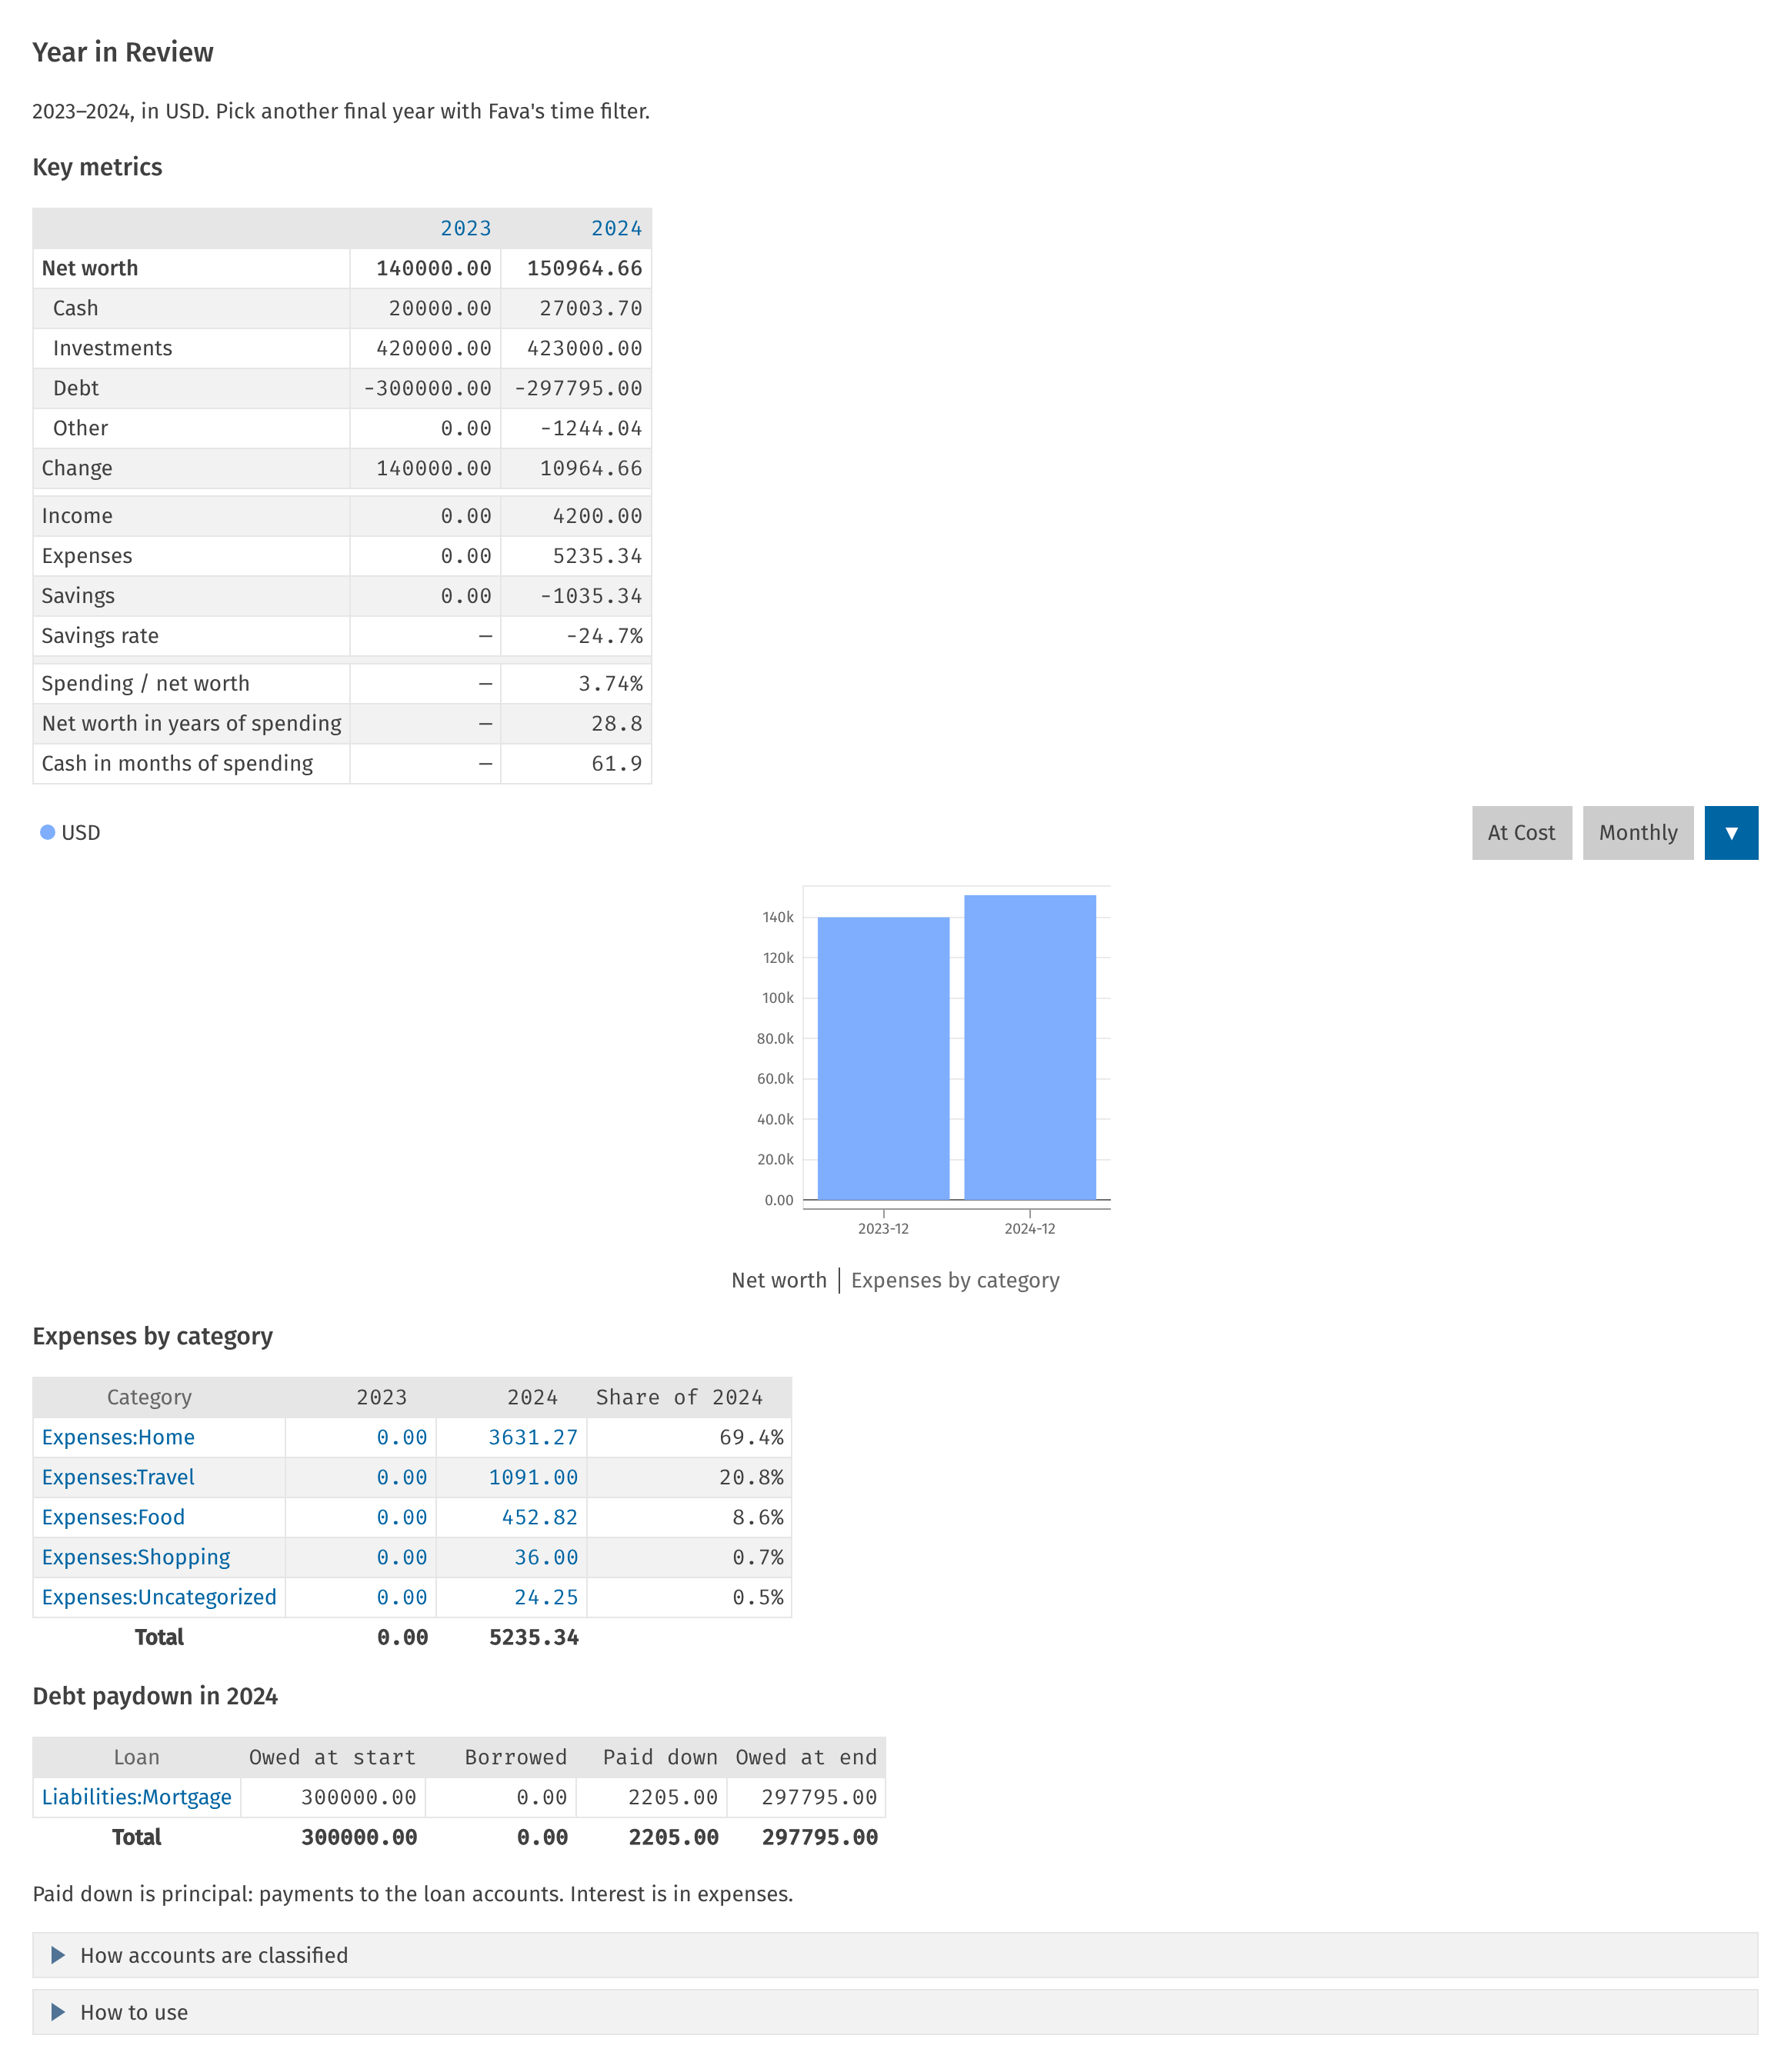 Year in Review
2023–2024, in USD. Pick another final year with Fava's time filter.
Key metrics
2023 2024
Net worth 140000.00 150964.66
Cash 20000.00 27003.70
Investments 420000.00 423000.00
Debt -300000.00 -297795.00
Other 0.00 -1244.04
Change 140000.00 10964.66
Income 0.00 4200.00
Expenses 0.00 5235.34
Savings 0.00 -1035.34
Savings rate — -24.7%
Spending / net worth — 3.74%
Net worth in years of spending — 28.8
Cash in months of spending — 61.9
USD At Cost Monthly ▼
140k
120k
100k
80.0k
60.0k
40.0k
20.0k
0.00
2023-12 2024-12
Net worth Expenses by category
Expenses by category
Category 2023 2024 Share of 2024
Expenses:Home 0.00 3631.27 69.4%
Expenses:Travel 0.00 1091.00 20.8%
Expenses:Food 0.00 452.82 8.6%
Expenses:Shopping 0.00 36.00 0.7%
Expenses:Uncategorized 0.00 24.25 0.5%
Total 0.00 5235.34
Debt paydown in 2024
Loan Owed at start Borrowed Paid down Owed at end
Liabilities:Mortgage 300000.00 0.00 2205.00 297795.00
Total 300000.00 0.00 2205.00 297795.00
Paid down is principal: payments to the loan accounts. Interest is in expenses.
How accounts are classified
How to use